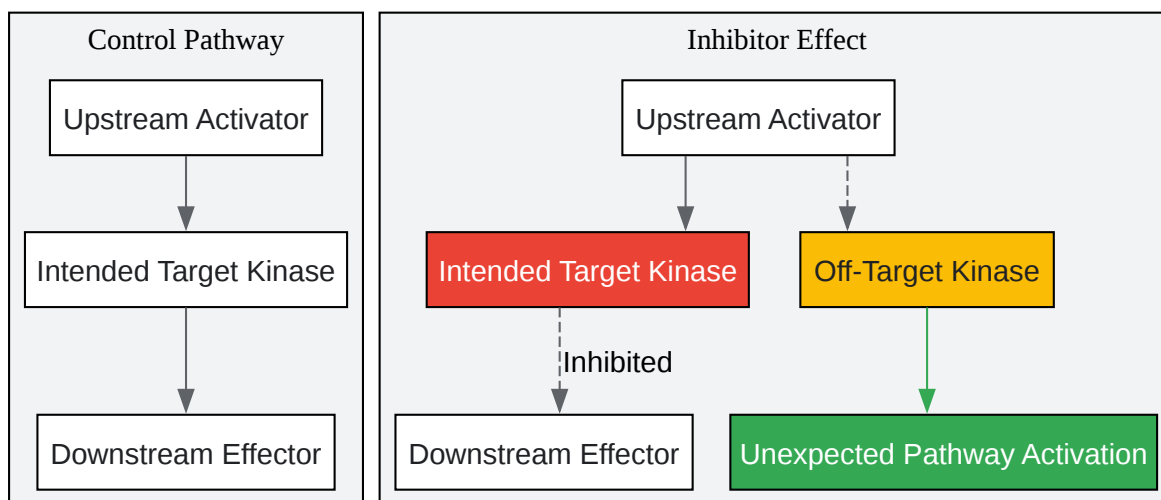 Control Pathway
Upstream Activator
Intended Target Kinase
Downstream Effector
Inhibitor Effect
Upstream Activator
Intended Target Kinase
Off-Target Kinase
Inhibited
Downstream Effector
Unexpected Pathway Activation